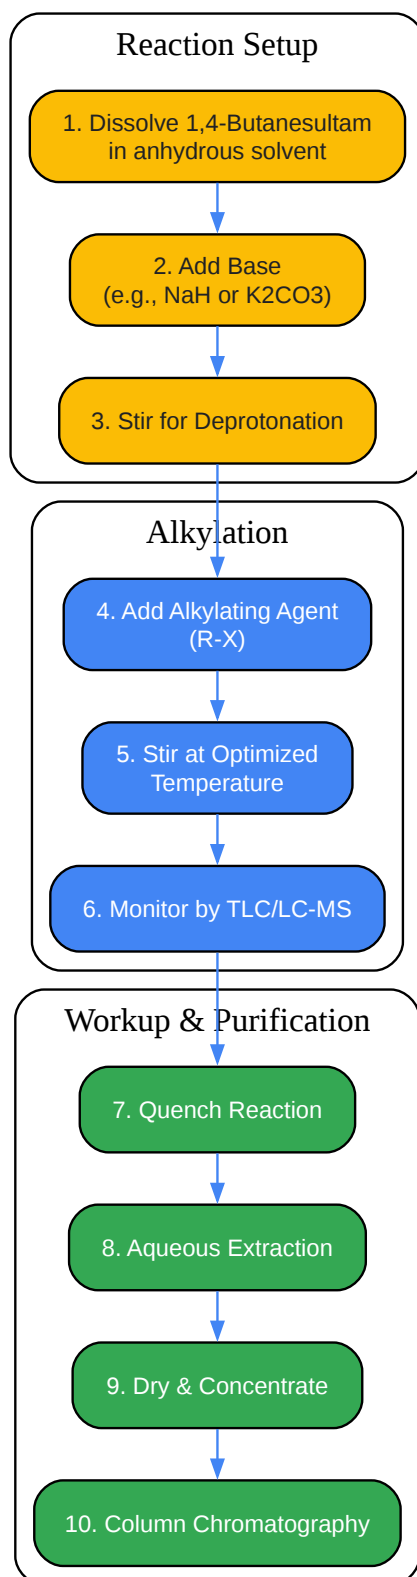 Reaction Setup
1. Dissolve 1,4-Butanesultam
in anhydrous solvent
2. Add Base
(e.g., NaH or K2CO3)
3. Stir for Deprotonation
Alkylation
4. Add Alkylating Agent
(R-X)
5. Stir at Optimized
Temperature
6. Monitor by TLC/LC-MS
Workup & Purification
7. Quench Reaction
8. Aqueous Extraction
9. Dry & Concentrate
10. Column Chromatography